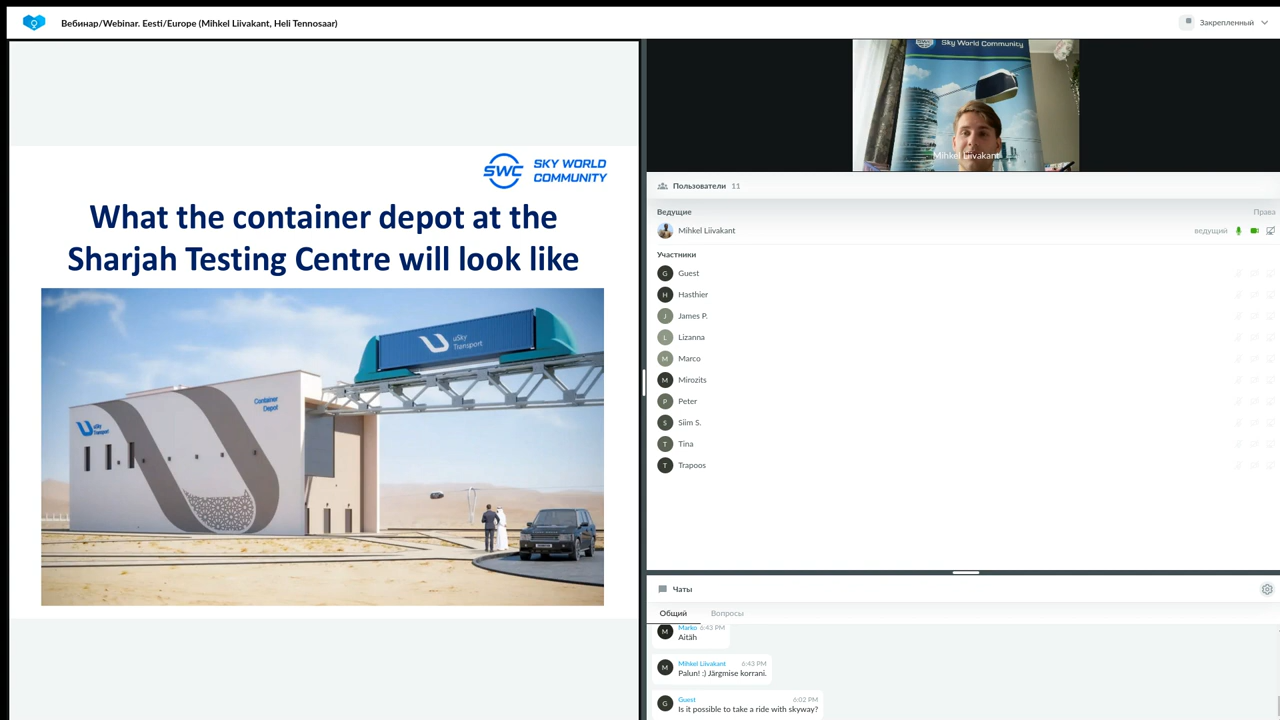 Вебинар/Webinar. Eesti/Europe (Mihkel Liivakant, Heli Tennosaar)
Закрепленный
SWC SKY WORLD
COMMUNITY
What the container depot at the
Sharjah Testing Centre will look like
uSky
Transport
Container
Depot
uSky
Transport
Sky World Community
Mihkel Liivakant
Пользователи 11
Ведущие Права
Mihkel Liivakant ведущий
Участники
G Guest
H Hasthier
J James P.
L Lizanna
M Marco
M Mirozits
P Peter
S Siim S.
T Tina
T Trapoos
Чаты
Общий Вопросы
M Marko 6:43 PM
Aitäh
M Mihkel Liivakant 6:43 PM
Palun! :) Järgmise korrani.
G Guest 6:02 PM
Is it possible to take a ride with skyway?